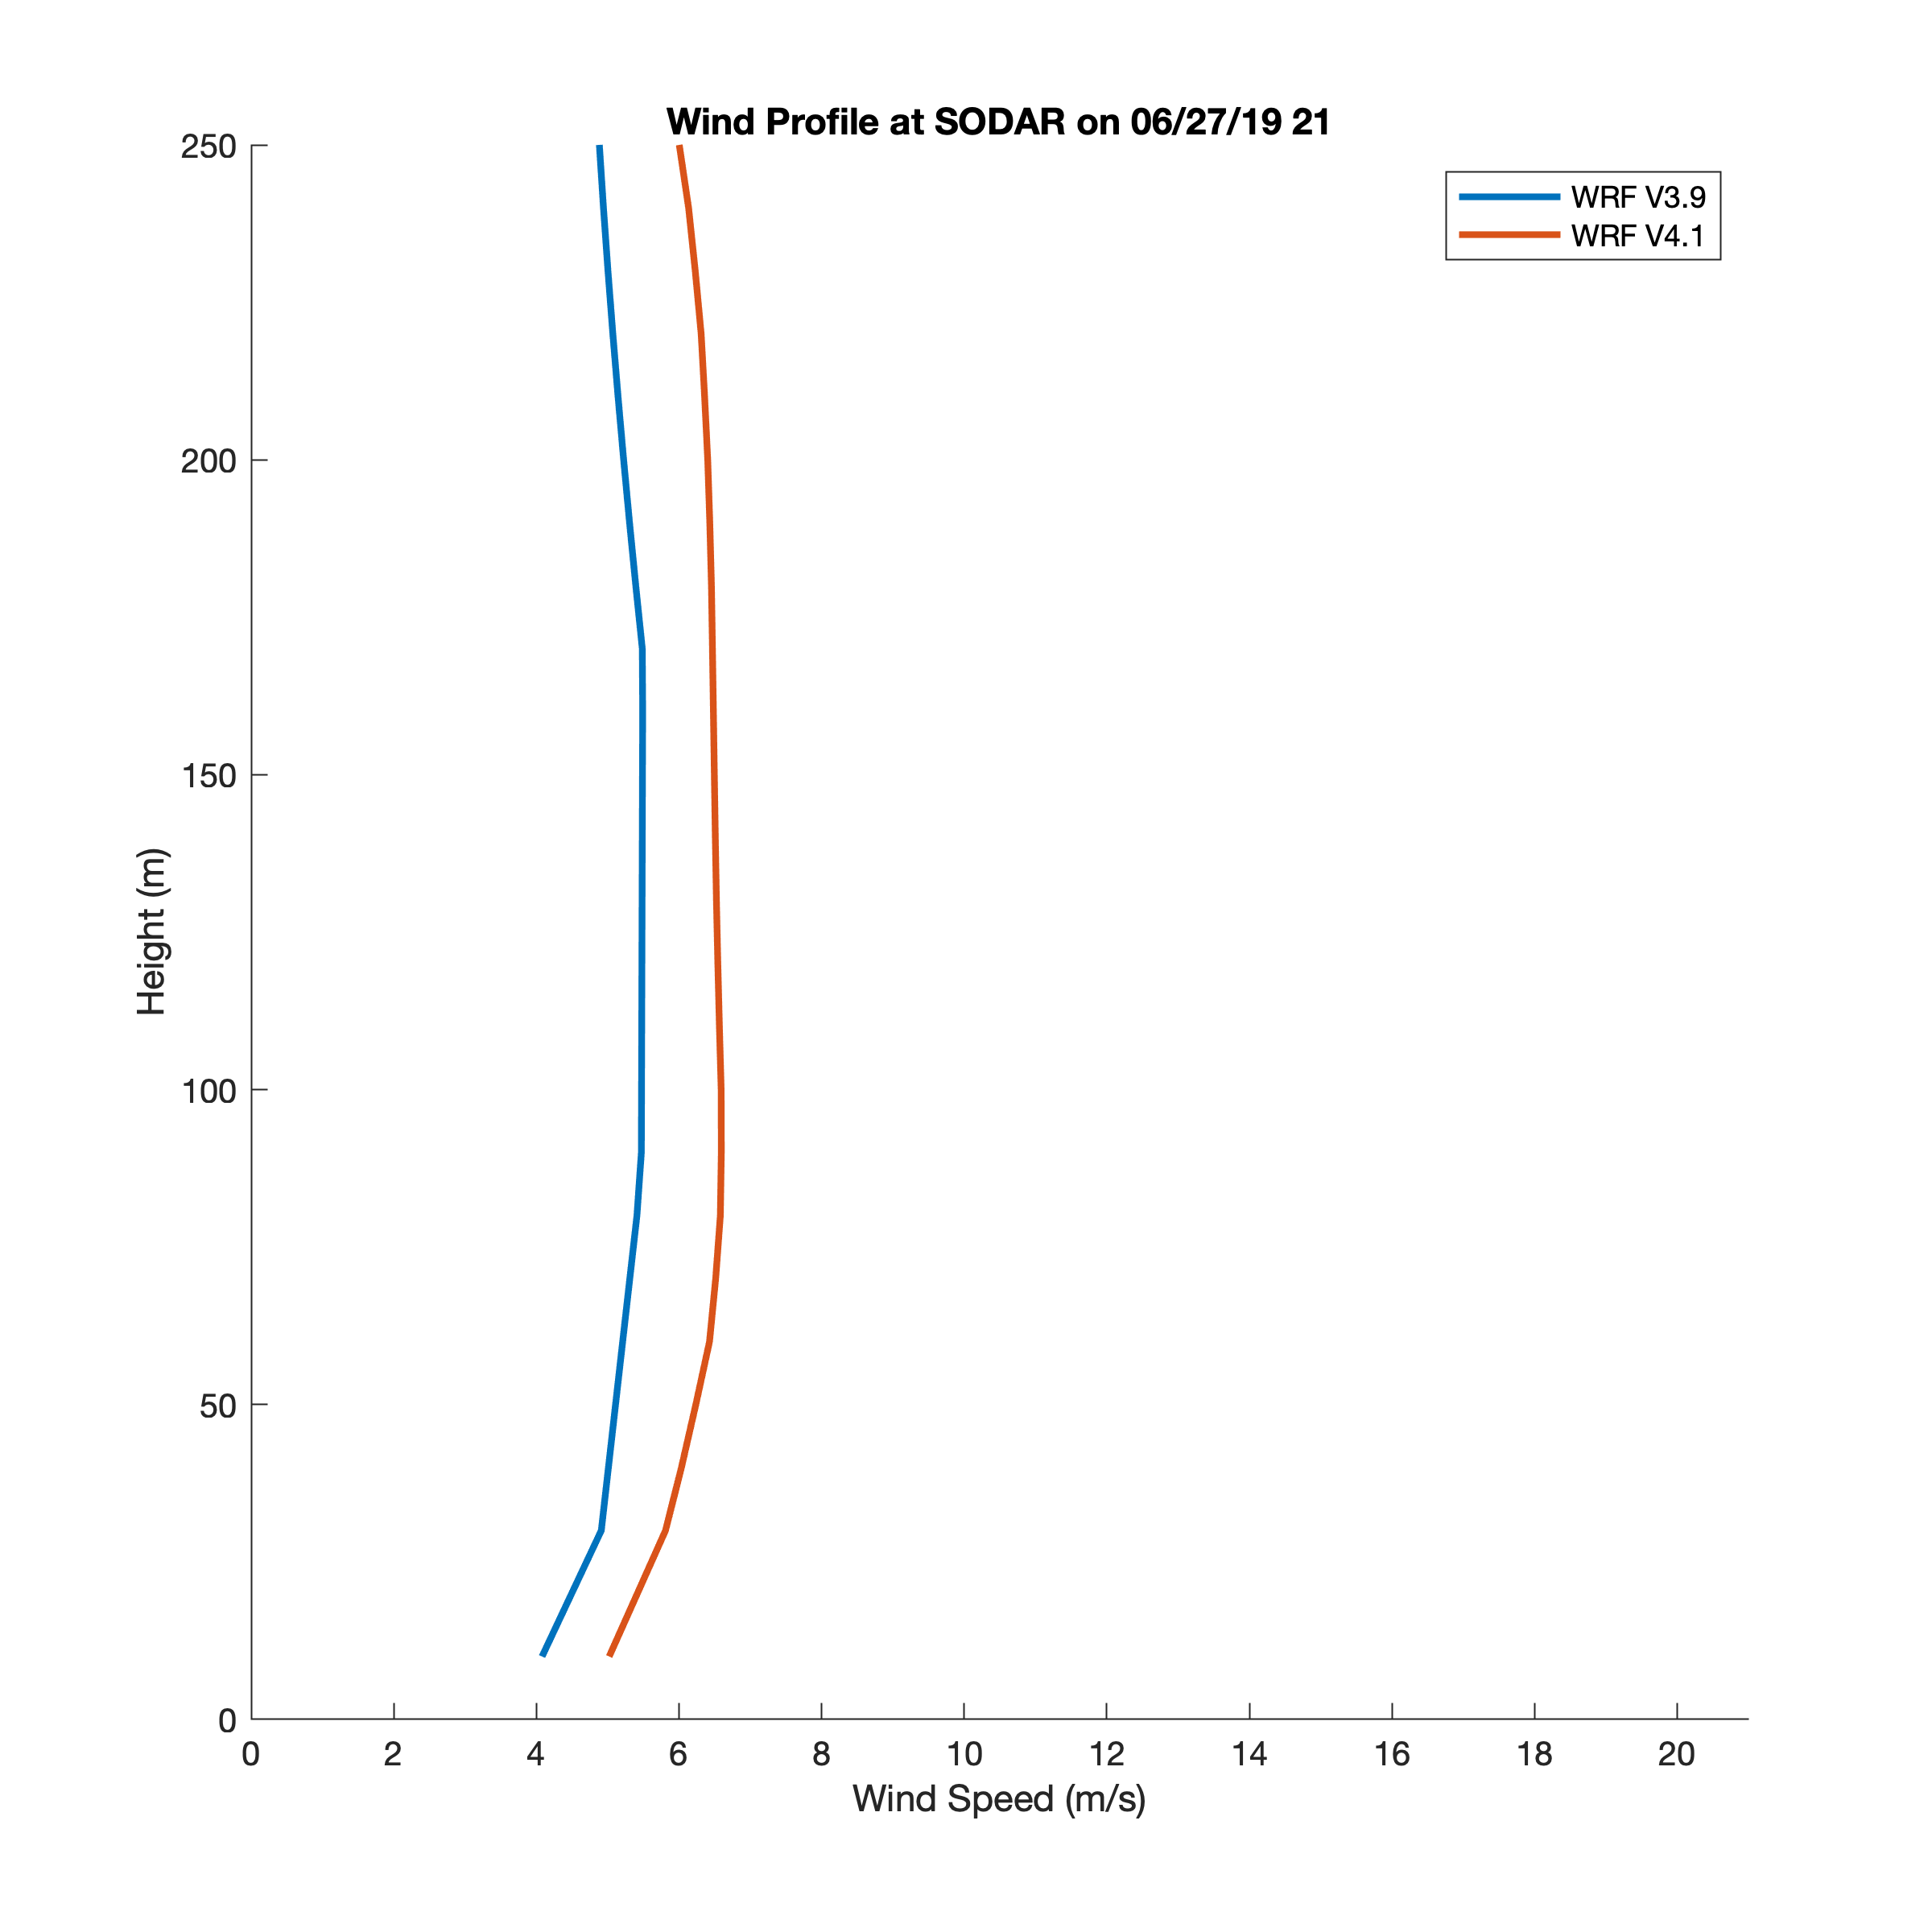 Wind Profile at SODAR on 06/27/19 21
WRF V3.9
WRF V4.1
250
200
150
100
50
0
Height (m)
0 2 4 6 8 10 12 14 16 18 20
Wind Speed (m/s)